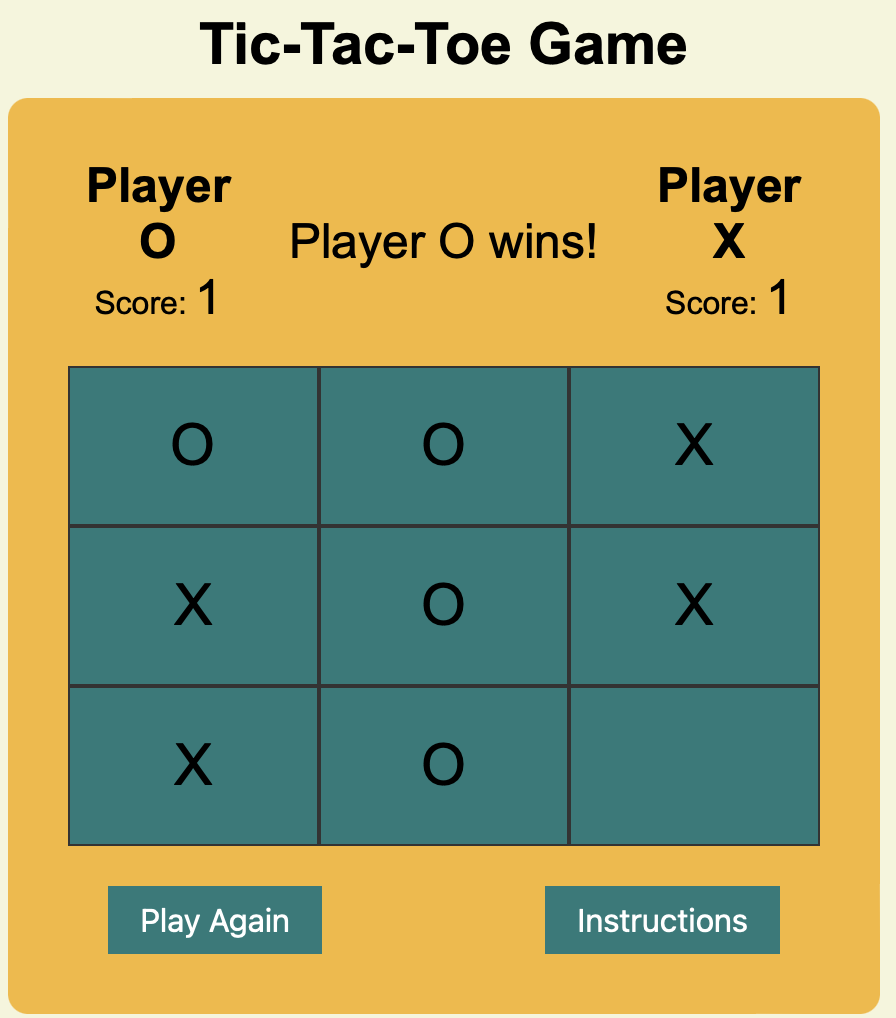 Tic-Tac-Toe Game
Player
O
Score: 1
Player O wins!
Player
X
Score: 1
O O X
X O X
X O
Play Again
Instructions